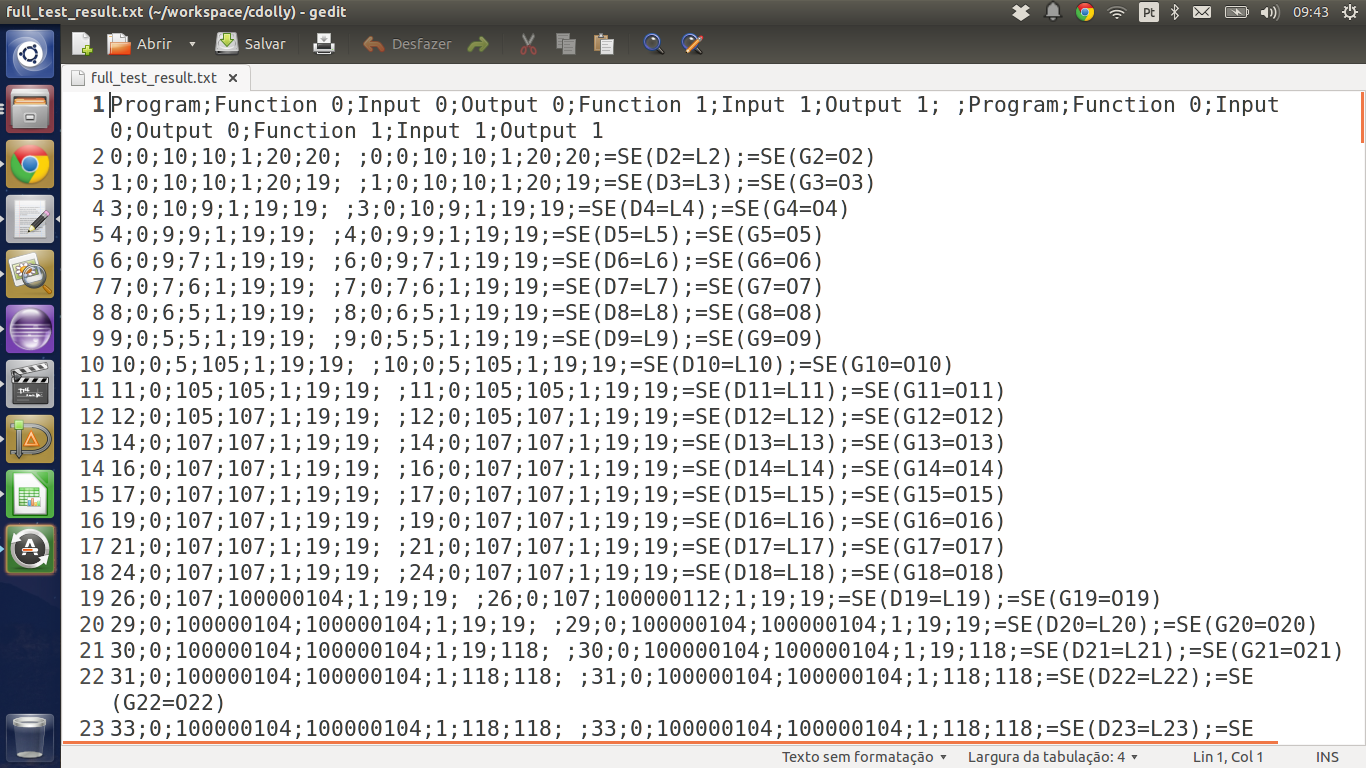 full_test_result.txt (~/workspace/cdolly) - gedit
Pt
09:43
Abrir
Salvar
Desfazer
full_test_result.txt ×
1 Program;Function 0;Input 0;Output 0;Function 1;Input 1;Output 1; ;Program;Function 0;Input
0;Output 0;Function 1;Input 1;Output 1
2 0;0;10;10;1;20;20; ;0;0;10;10;1;20;20;=SE(D2=L2);=SE(G2=O2)
3 1;0;10;10;1;20;19; ;1;0;10;10;1;20;19;=SE(D3=L3);=SE(G3=O3)
4 3;0;10;9;1;19;19; ;3;0;10;9;1;19;19;=SE(D4=L4);=SE(G4=O4)
5 4;0;9;9;1;19;19; ;4;0;9;9;1;19;19;=SE(D5=L5);=SE(G5=O5)
6 6;0;9;7;1;19;19; ;6;0;9;7;1;19;19;=SE(D6=L6);=SE(G6=O6)
7 7;0;7;6;1;19;19; ;7;0;7;6;1;19;19;=SE(D7=L7);=SE(G7=O7)
8 8;0;6;5;1;19;19; ;8;0;6;5;1;19;19;=SE(D8=L8);=SE(G8=O8)
9 9;0;5;5;1;19;19; ;9;0;5;5;1;19;19;=SE(D9=L9);=SE(G9=O9)
10 10;0;5;105;1;19;19; ;10;0;5;105;1;19;19;=SE(D10=L10);=SE(G10=O10)
11 11;0;105;105;1;19;19; ;11;0;105;105;1;19;19;=SE(D11=L11);=SE(G11=O11)
12 12;0;105;107;1;19;19; ;12;0;105;107;1;19;19;=SE(D12=L12);=SE(G12=O12)
13 14;0;107;107;1;19;19; ;14;0;107;107;1;19;19;=SE(D13=L13);=SE(G13=O13)
14 16;0;107;107;1;19;19; ;16;0;107;107;1;19;19;=SE(D14=L14);=SE(G14=O14)
15 17;0;107;107;1;19;19; ;17;0;107;107;1;19;19;=SE(D15=L15);=SE(G15=O15)
16 19;0;107;107;1;19;19; ;19;0;107;107;1;19;19;=SE(D16=L16);=SE(G16=O16)
17 21;0;107;107;1;19;19; ;21;0;107;107;1;19;19;=SE(D17=L17);=SE(G17=O17)
18 24;0;107;107;1;19;19; ;24;0;107;107;1;19;19;=SE(D18=L18);=SE(G18=O18)
19 26;0;107;100000104;1;19;19; ;26;0;107;100000112;1;19;19;=SE(D19=L19);=SE(G19=O19)
20 29;0;100000104;100000104;1;19;19; ;29;0;100000104;100000104;1;19;19;=SE(D20=L20);=SE(G20=O20)
21 30;0;100000104;100000104;1;19;118; ;30;0;100000104;100000104;1;19;118;=SE(D21=L21);=SE(G21=O21)
22 31;0;100000104;100000104;1;118;118; ;31;0;100000104;100000104;1;118;118;=SE(D22=L22);=SE
(G22=O22)
23 33;0;100000104;100000104;1;118;118; ;33;0;100000104;100000104;1;118;118;=SE(D23=L23);=SE
Texto sem formatação
Largura da tabulação: 4
Lin 1, Col 1
INS